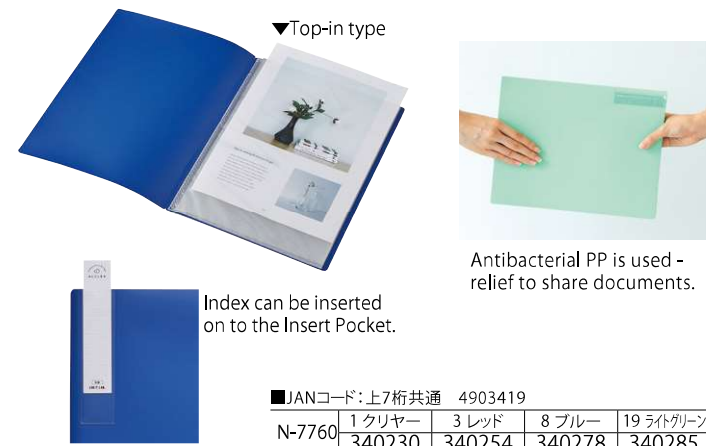 ▼Top-in type
Antibacterial PP is used -
relief to share documents.
Index can be inserted
on to the Insert Pocket.
■JANコード：上7桁共通 4903419
N-7760 1 クリヤー 3 レッド 8 ブルー 19 ライトグリーン
340230 340254 340278 340285